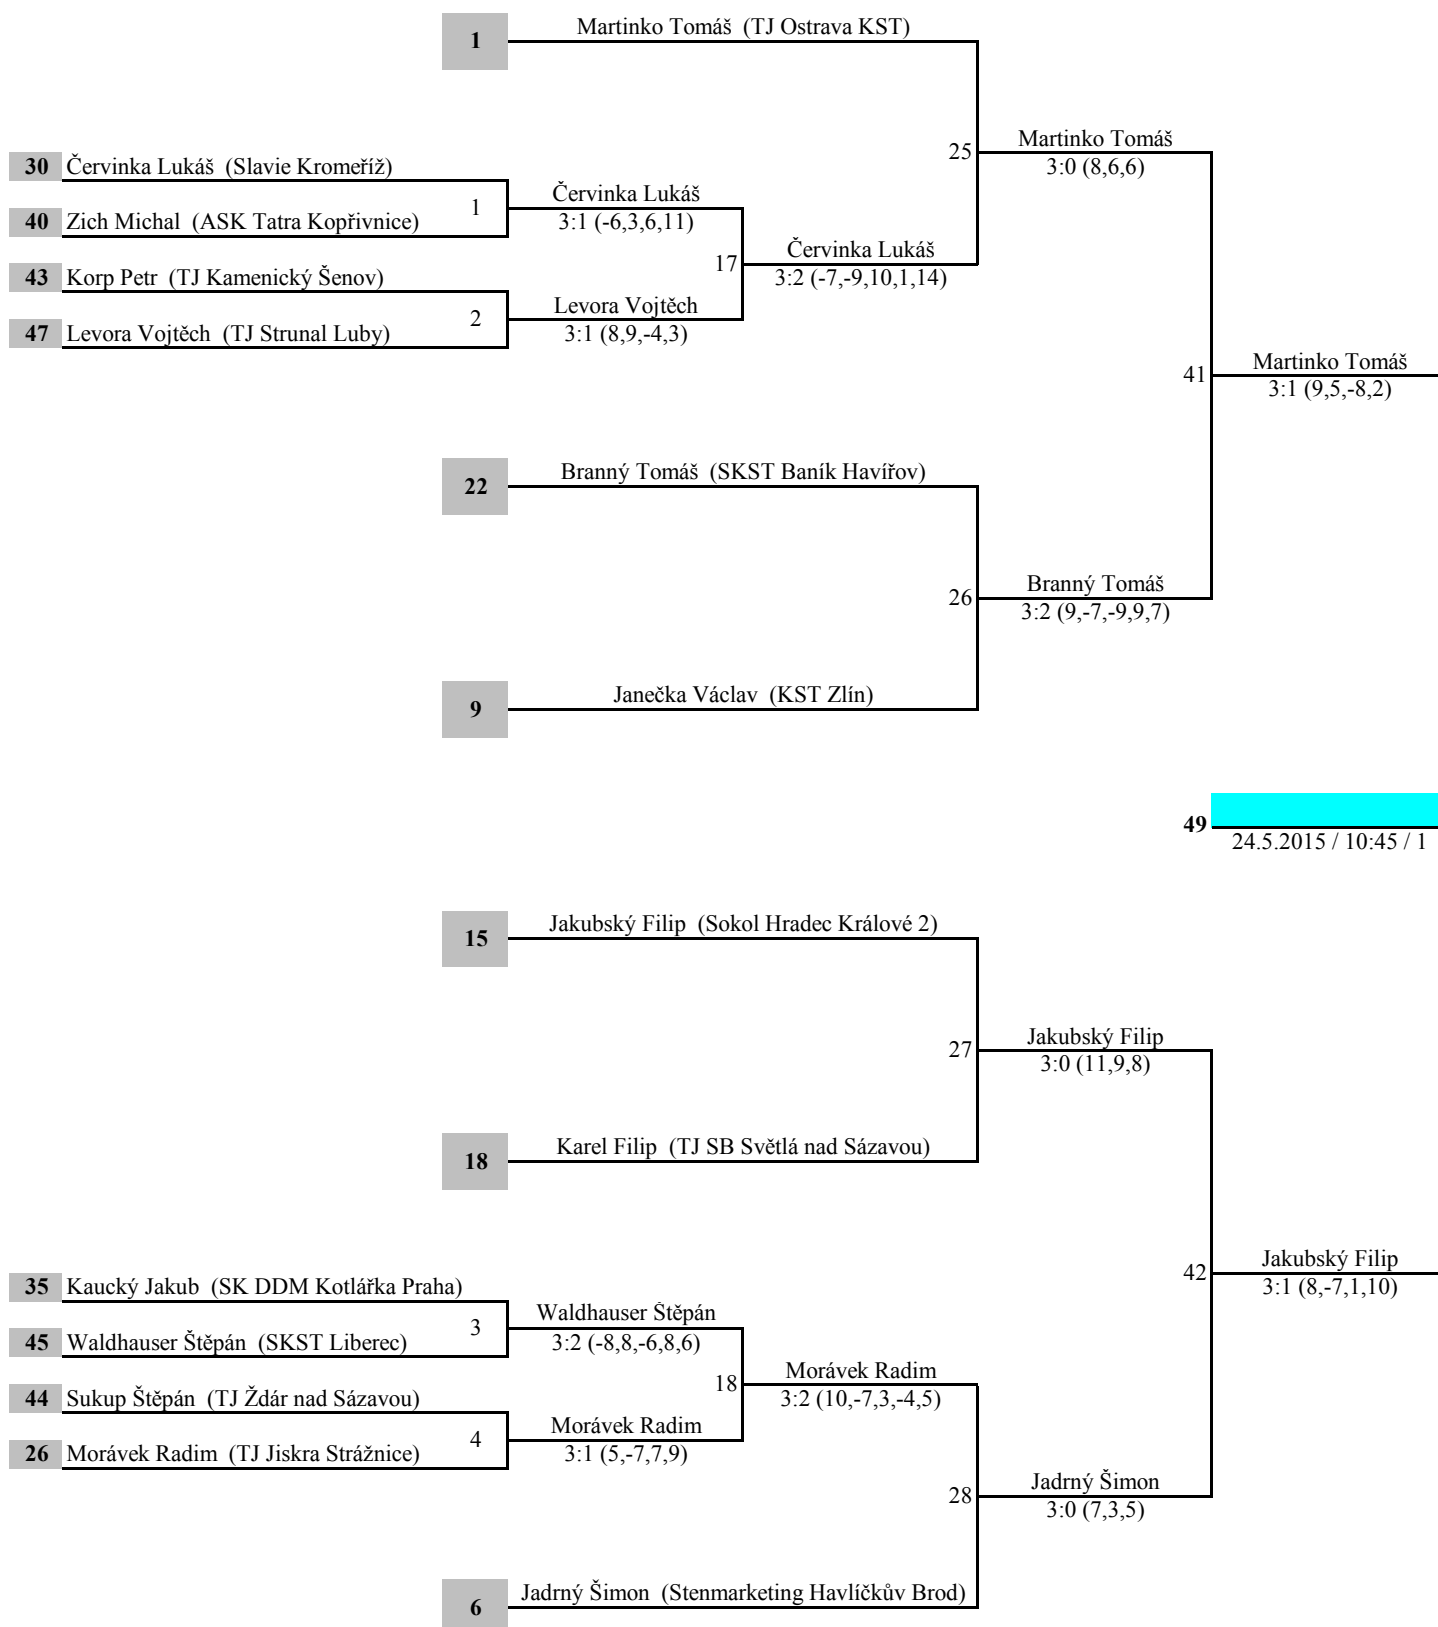 1 Martinko Tomáš (TJ Ostrava KST)
25 Martinko Tomáš
3:0 (8,6,6)
30 Červinka Lukáš (Slavie Kroměříž)
1 Červinka Lukáš
3:1 (-6,3,6,11)
40 Zich Michal (ASK Tatra Kopřivnice)
17 Červinka Lukáš
3:2 (-7,-9,10,1,14)
43 Korp Petr (TJ Kamenický Šenov)
2 Levora Vojtěch
3:1 (8,9,-4,3)
47 Levora Vojtěch (TJ Strunal Luby)
41 Martinko Tomáš
3:1 (9,5,-8,2)
22 Branný Tomáš (SKST Baník Havířov)
26 Branný Tomáš
3:2 (9,-7,-9,9,7)
9 Janečka Václav (KST Zlín)
49
24.5.2015 / 10:45 / 1
15 Jakubský Filip (Sokol Hradec Králové 2)
27 Jakubský Filip
3:0 (11,9,8)
18 Karel Filip (TJ SB Světlá nad Sázavou)
42 Jakubský Filip
3:1 (8,-7,1,10)
35 Kaucký Jakub (SK DDM Kotlářka Praha)
3 Waldhauser Štěpán
3:2 (-8,8,-6,8,6)
45 Waldhauser Štěpán (SKST Liberec)
18 Morávek Radim
3:2 (10,-7,3,-4,5)
44 Sukup Štěpán (TJ Ždár nad Sázavou)
4 Morávek Radim
3:1 (5,-7,7,9)
26 Morávek Radim (TJ Jiskra Strážnice)
28 Jadrný Šimon
3:0 (7,3,5)
6 Jadrný Šimon (Stenmarketing Havlíčkův Brod)